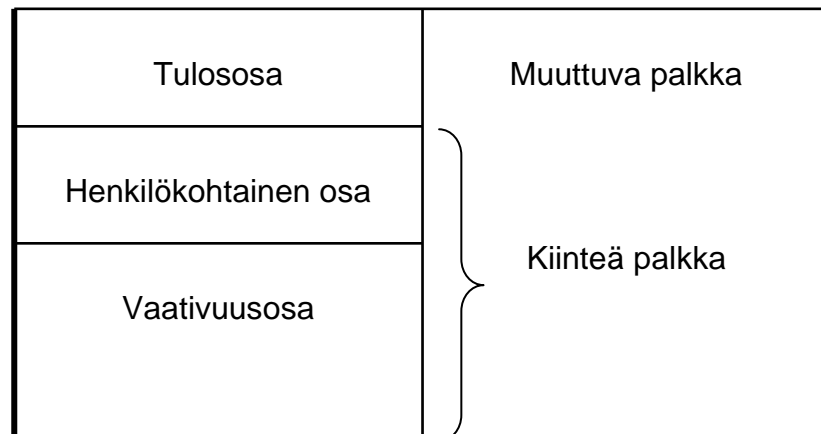 Tulososa
Muuttuva palkka
Henkilökohtainen osa
Kiinteä palkka
Vaativuusosa